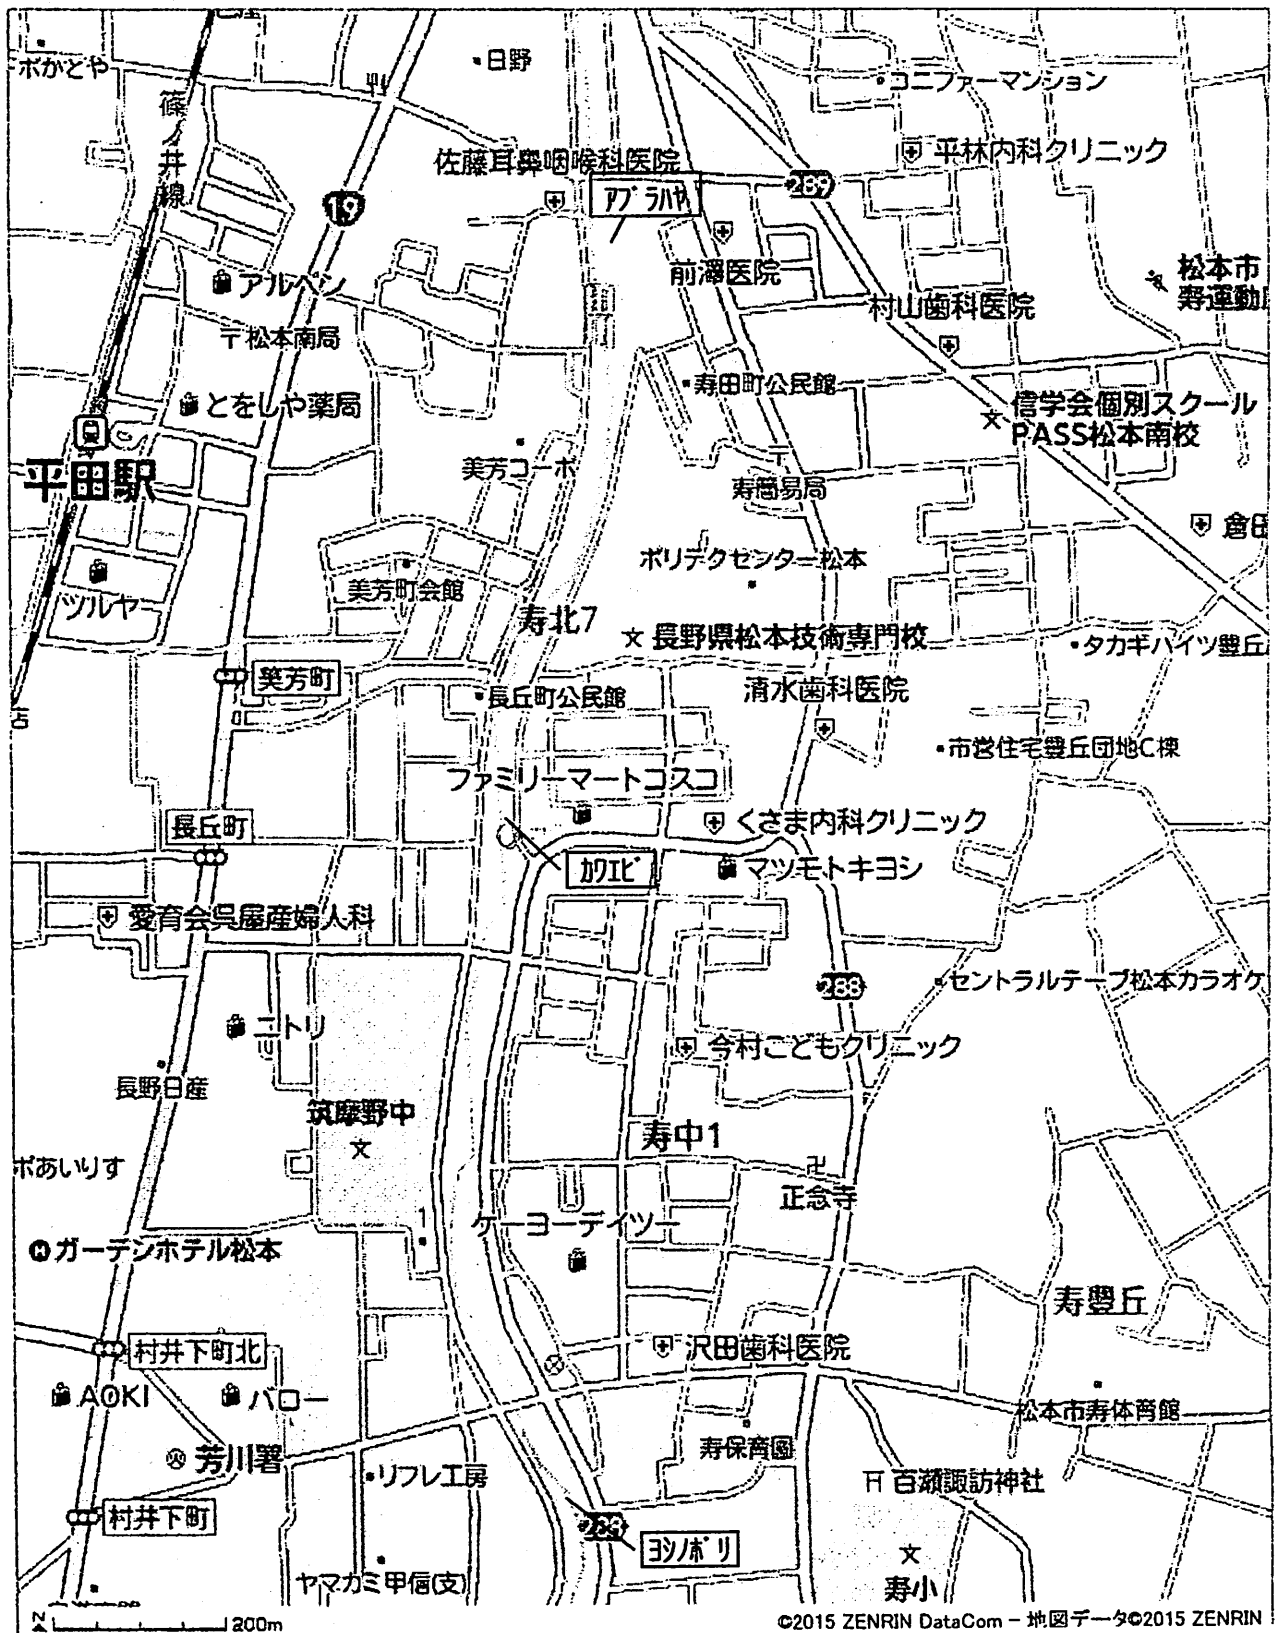 ボかどや
日野
コニファーマンション
篠ノ井線
佐藤耳鼻咽喉科医院
平林内科クリニック
19
289
アブラハヤ
前澤医院
松本市
寿運動
アルペン
村山歯科医院
松本南局
寿田町公民館
とをしや薬局
信学会個別スクール
PASS松本南校
美芳コーポ
平田駅
寿簡易局
倉田
ポリテクセンター松本
美芳町会館
ツルヤ
寿北7
長野県松本技術専門校
タカギハイツ豊丘
笑芳町
長丘町公民館
清水歯科医院
店
市営住宅豊丘団地C棟
ファミリーマートコスコ
長丘町
くさま内科クリニック
カワエビ
マツモトキヨシ
愛育会呉屋産婦人科
288
セントラルテープ松本カラオケ
ニトリ
今村こどもクリニック
長野日産
筑摩野中
寿中1
ポあいりす
正念寺
ケーヨーデイツー
ガーデンホテル松本
寿豊丘
村井下町北
沢田歯科医院
AOKI
バロー
松本市寿体育館
芳川署
寿保育園
リフレ工房
百瀬諏訪神社
村井下町
ヨシノボリ
ヤマカミ甲信(支)
寿小
N
200m
©2015 ZENRIN DataCom - 地図データ©2015 ZENRIN